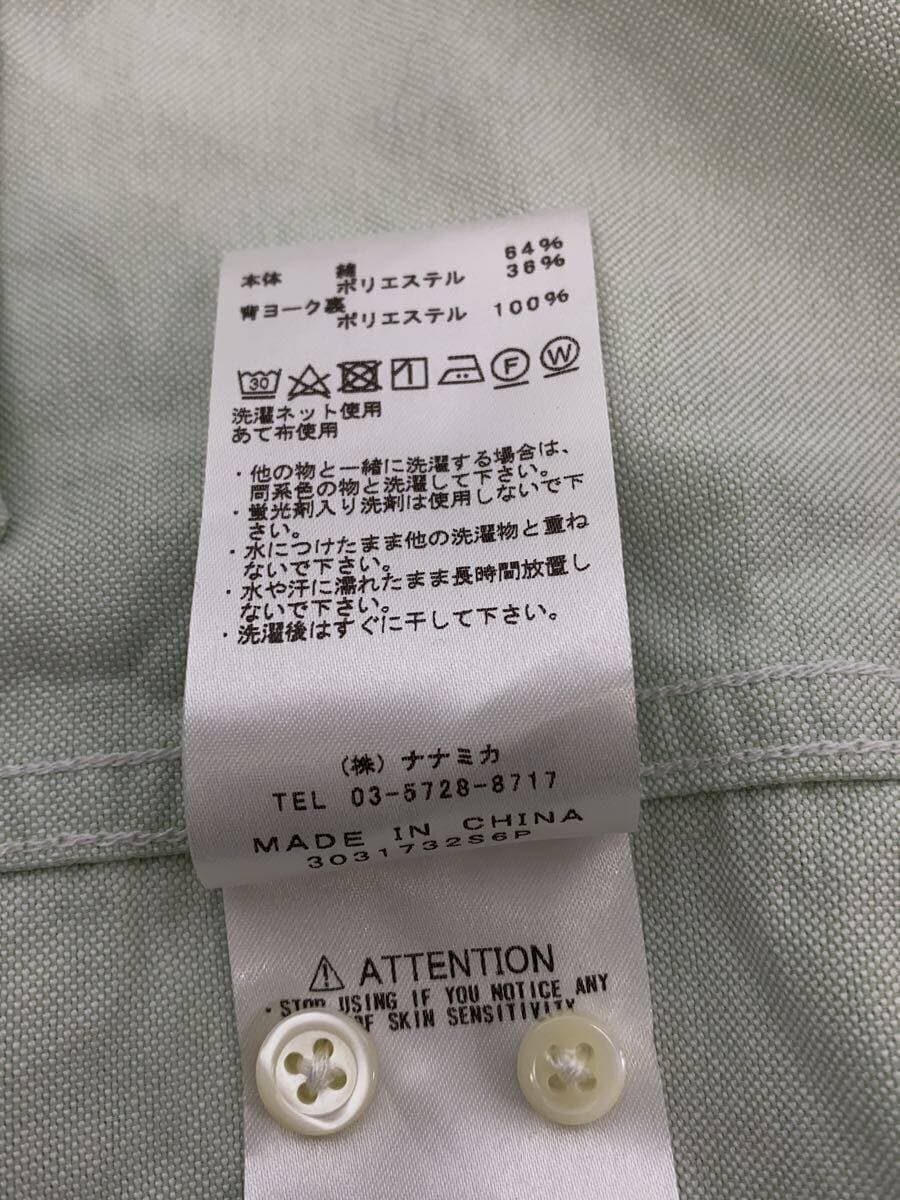 本体 綿 64%
ポリエステル 36%
背ヨーク裏
ポリエステル 100%
30 1 F W
洗濯ネット使用
あて布使用
・他の物と一緒に洗濯する場合は、
同系色の物と洗濯して下さい。
・蛍光剤入り洗剤は使用しないで下
さい。
・水につけたまま他の洗濯物と重ね
ないで下さい。
・水や汗に濡れたまま長時間放置し
ないで下さい。
・洗濯後はすぐに干して下さい。
(株)ナナミカ
TEL 03-5728-8717
MADE IN CHINA
3031732S6P
ATTENTION
・STOP USING IF YOU NOTICE ANY
OF SKIN SENSITIVITY